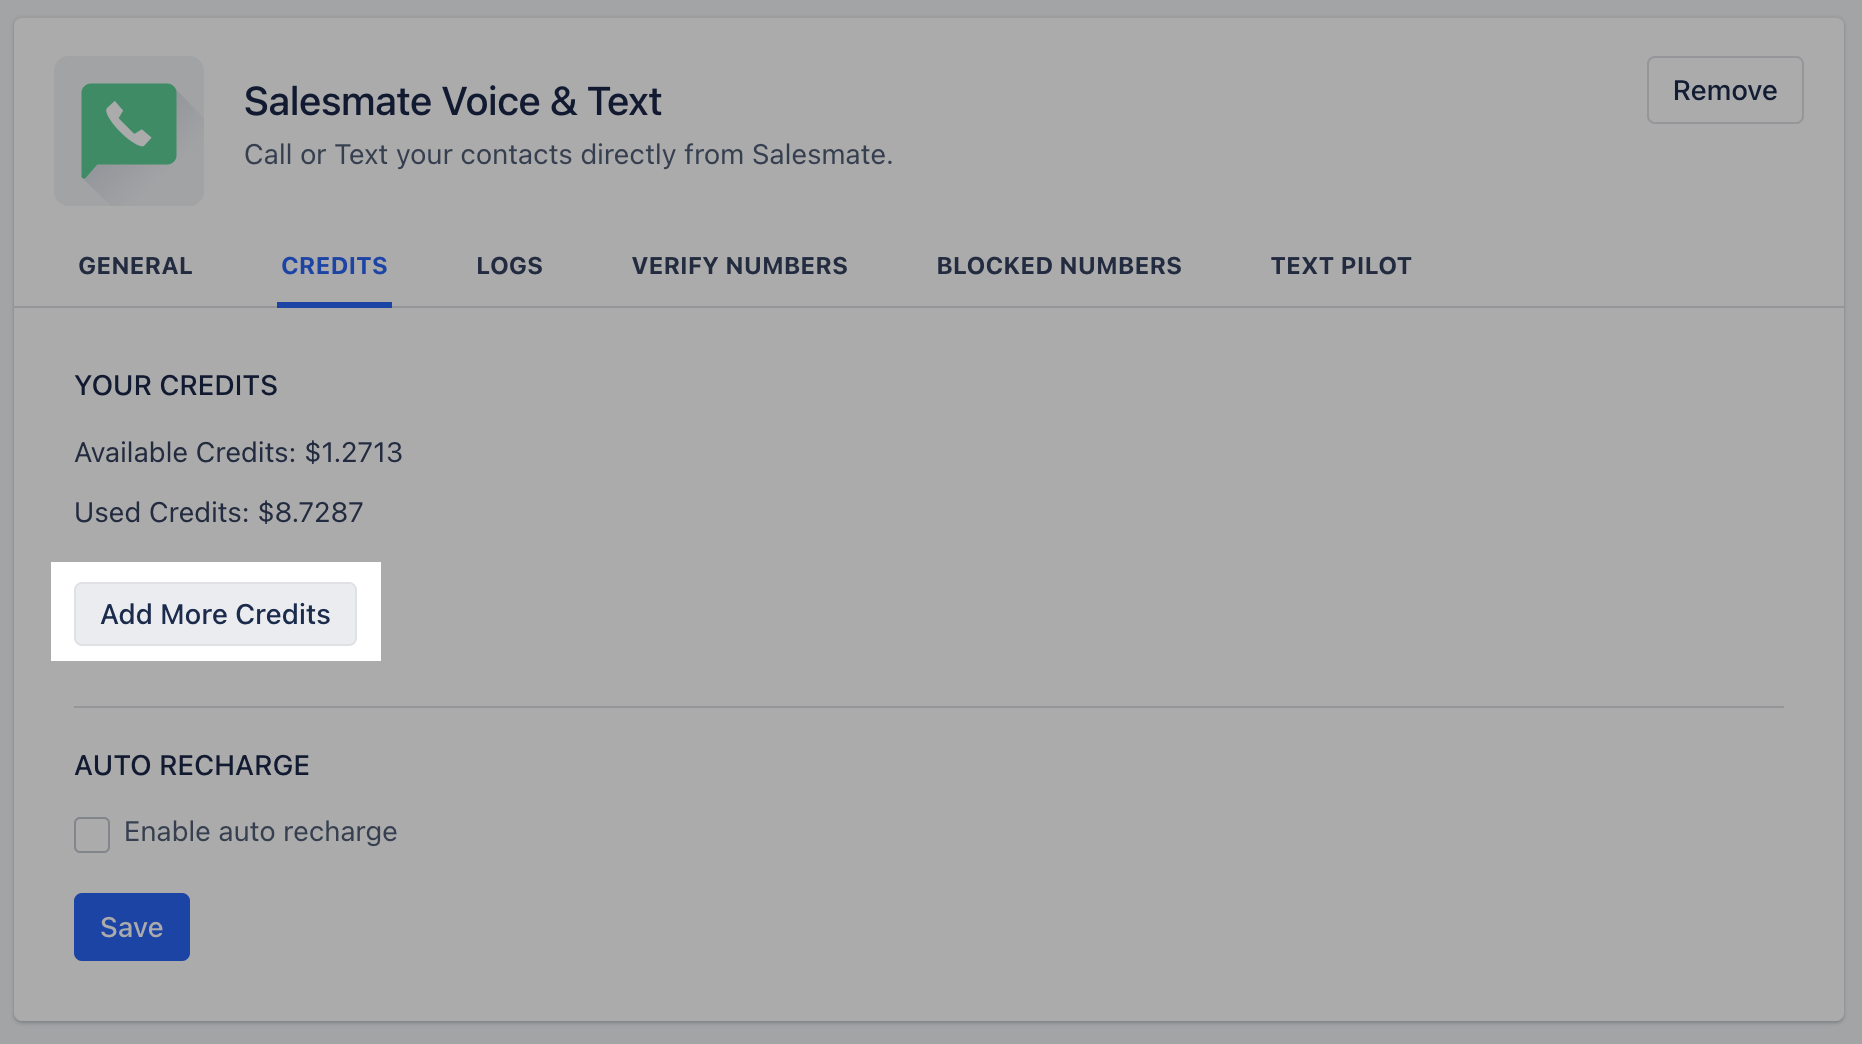 Salesmate Voice & Text
Remove
Call or Text your contacts directly from Salesmate.
GENERAL CREDITS LOGS VERIFY NUMBERS BLOCKED NUMBERS TEXT PILOT
YOUR CREDITS
Available Credits: $1.2713
Used Credits: $8.7287
Add More Credits
AUTO RECHARGE
Enable auto recharge
Save